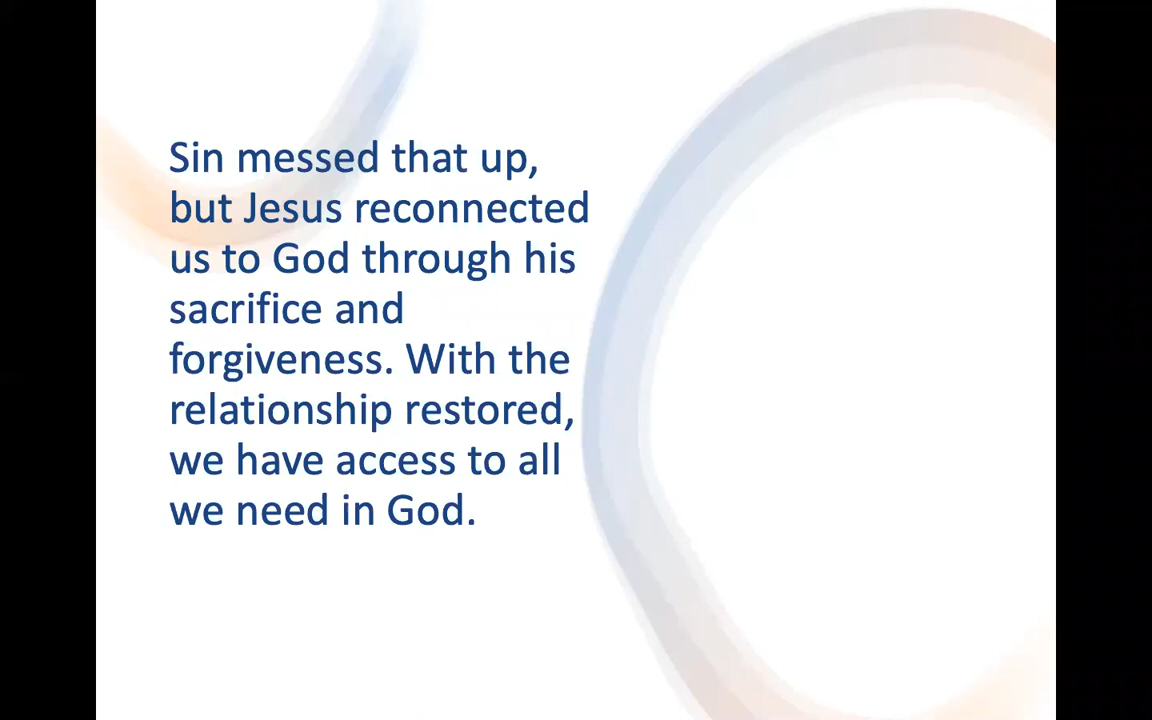 Sin messed that up,
but Jesus reconnected
us to God through his
sacrifice and
forgiveness. With the
relationship restored,
we have access to all
we need in God.